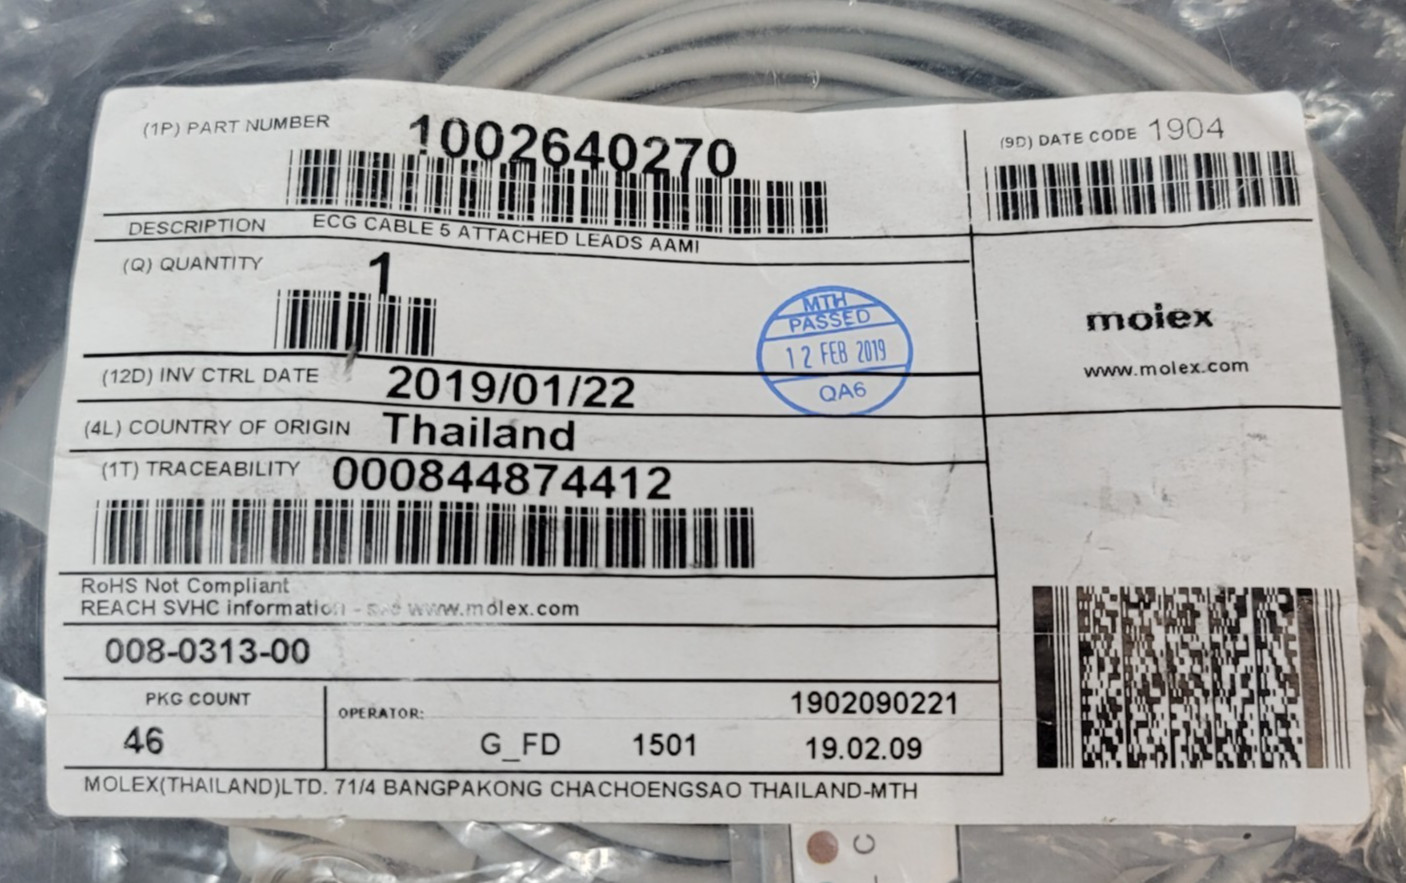 (1P) PART NUMBER 1002640270
(9D) DATE CODE 1904
DESCRIPTION ECG CABLE 5 ATTACHED LEADS AAMI
(Q) QUANTITY 1
MTH
PASSED
12 FEB 2019
QA6
molex
www.molex.com
(12D) INV CTRL DATE 2019/01/22
(4L) COUNTRY OF ORIGIN Thailand
(1T) TRACEABILITY 000844874412
RoHS Not Compliant
REACH SVHC information - see www.molex.com
008-0313-00
PKG COUNT
46
OPERATOR:
1902090221
G_FD 1501 19.02.09
MOLEX(THAILAND)LTD. 71/4 BANGPAKONG CHACHOENGSAO THAILAND-MTH
C